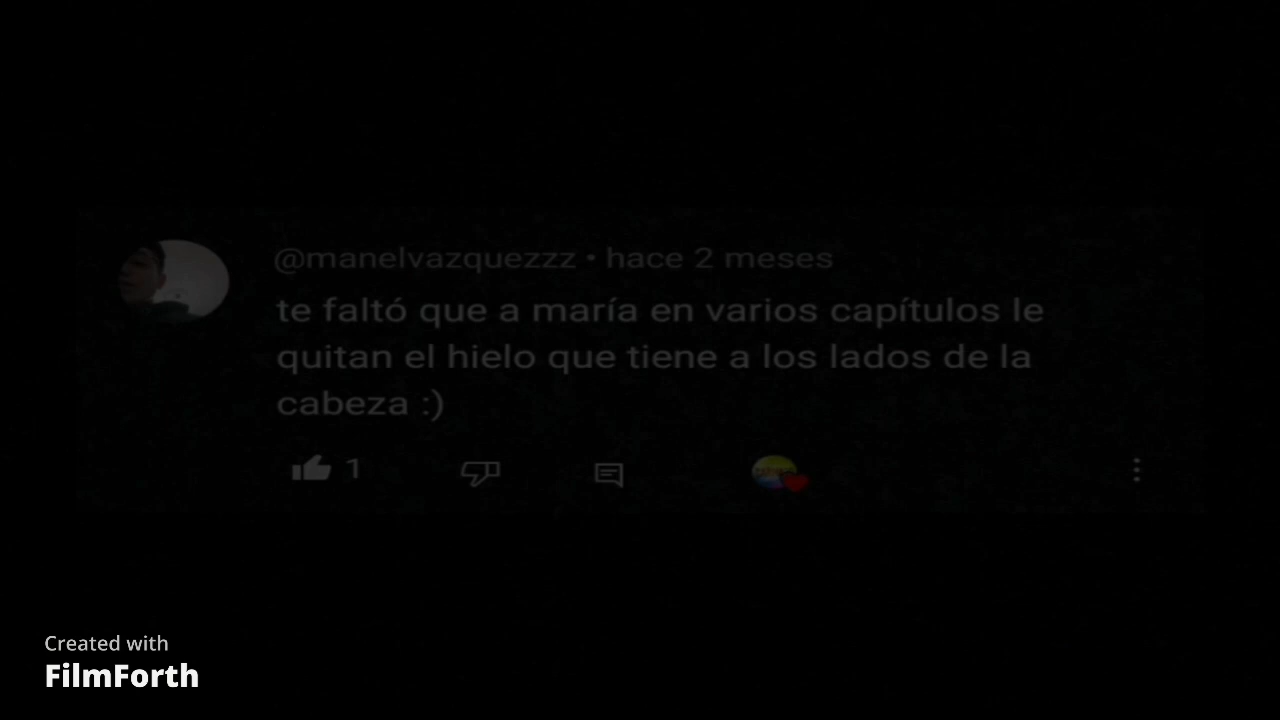 @manelvazquezzz • hace 2 meses
te faltó que a maría en varios capítulos le
quitan el hielo que tiene a los lados de la
cabeza :)
1
Created with
FilmForth